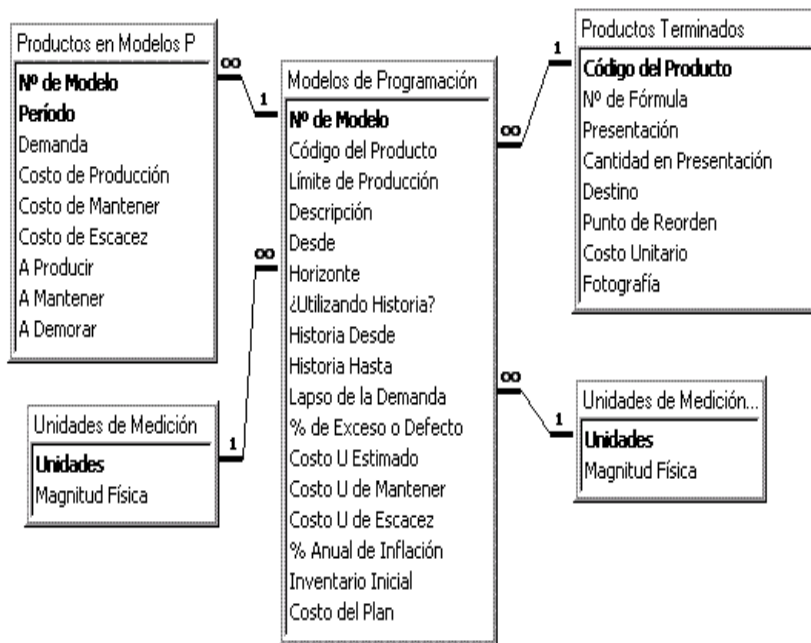 Productos en Modelos P
Nº de Modelo
Período
Demanda
Costo de Producción
Costo de Mantener
Costo de Escacez
A Producir
A Mantener
A Demorar
∞
1
Modelos de Programación
Nº de Modelo
Código del Producto
Límite de Producción
Descripción
Desde
Horizonte
¿Utilizando Historia?
Historia Desde
Historia Hasta
Lapso de la Demanda
% de Exceso o Defecto
Costo U Estimado
Costo U de Mantener
Costo U de Escacez
% Anual de Inflación
Inventario Inicial
Costo del Plan
1
∞
Productos Terminados
Código del Producto
Nº de Fórmula
Presentación
Cantidad en Presentación
Destino
Punto de Reorden
Costo Unitario
Fotografía
∞
1
Unidades de Medición
Unidades
Magnitud Física
∞
1
Unidades de Medición...
Unidades
Magnitud Física